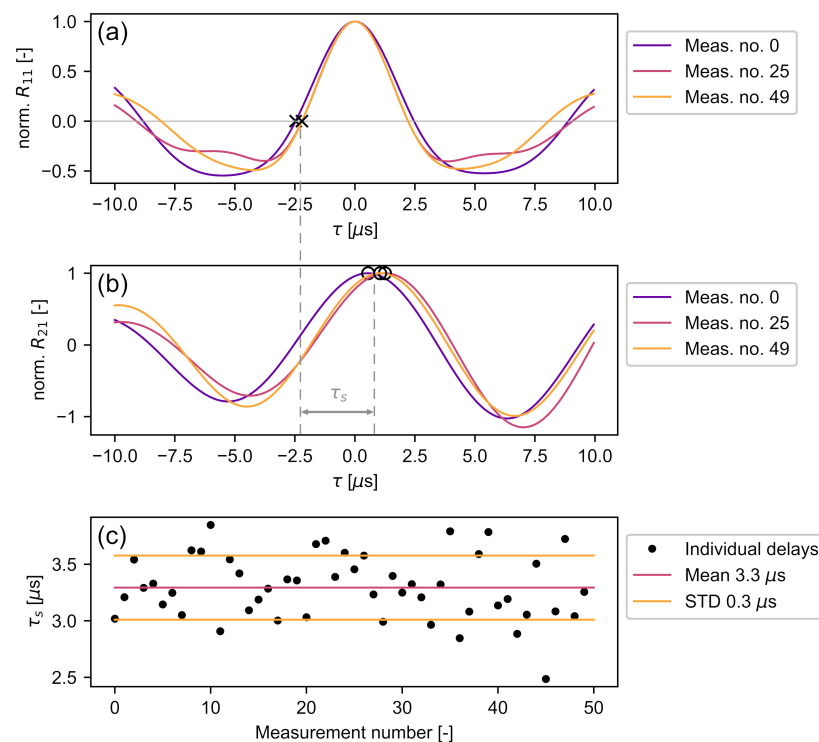 (a)
norm. R₁₁ [-]
1.0
0.5
0.0
−0.5
−10.0 −7.5 −5.0 −2.5 0.0 2.5 5.0 7.5 10.0
τ [μs]
Meas. no. 0
Meas. no. 25
Meas. no. 49
(b)
norm. R₂₁ [-]
1
0
−1
τₛ
−10.0 −7.5 −5.0 −2.5 0.0 2.5 5.0 7.5 10.0
τ [μs]
Meas. no. 0
Meas. no. 25
Meas. no. 49
(c)
τₛ [μs]
3.5
3.0
2.5
0 10 20 30 40 50
Measurement number [-]
Individual delays
Mean 3.3 μs
STD 0.3 μs